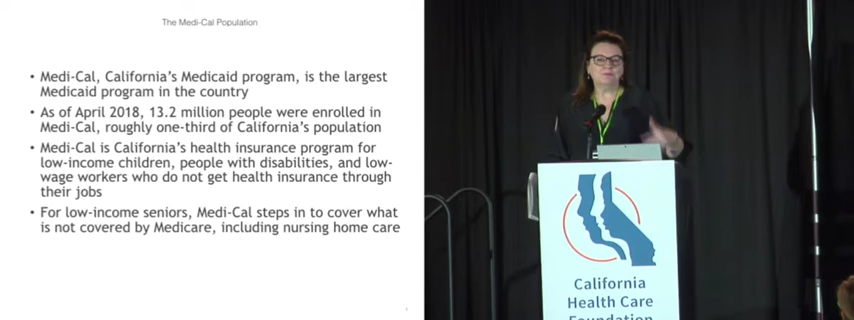 The Medi-Cal Population
• Medi-Cal, California's Medicaid program, is the largest
Medicaid program in the country
• As of April 2018, 13.2 million people were enrolled in
Medi-Cal, roughly one-third of California's population
• Medi-Cal is California's health insurance program for
low-income children, people with disabilities, and low-
wage workers who do not get health insurance through
their jobs
• For low-income seniors, Medi-Cal steps in to cover what
is not covered by Medicare, including nursing home care
California
Health Care
Foundation